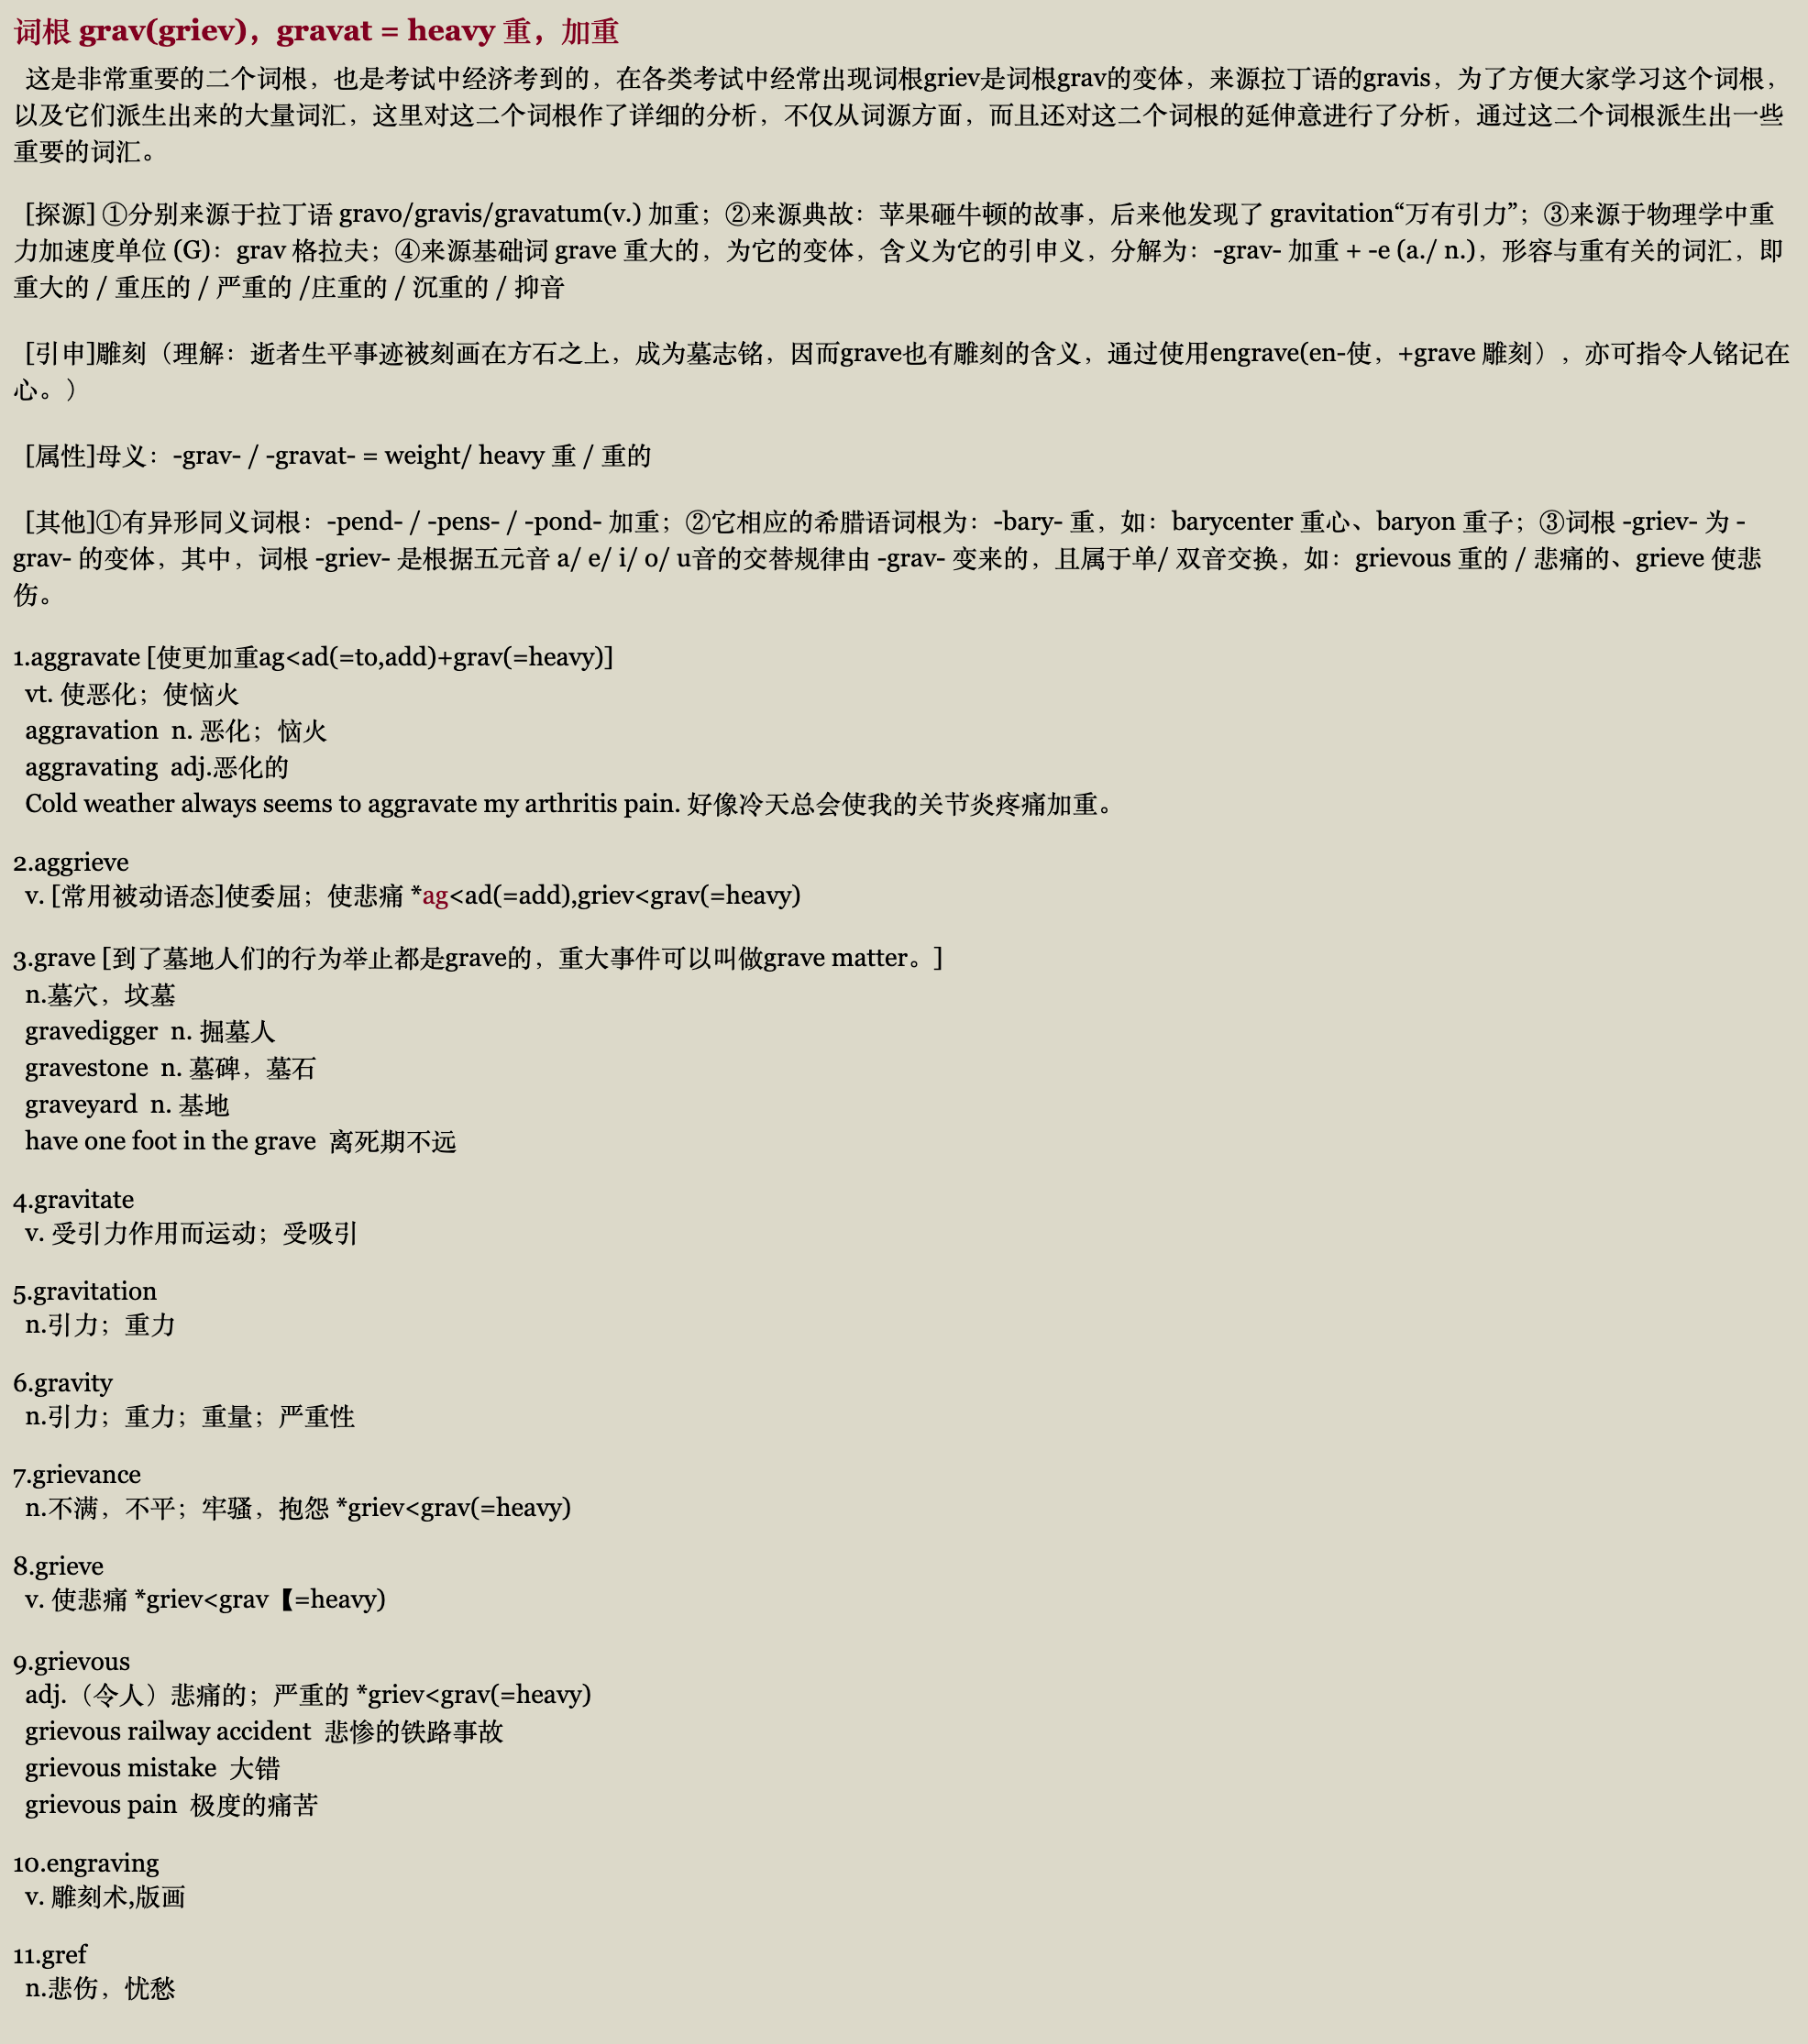 词根 grav(griev)，gravat = heavy 重，加重
这是非常重要的二个词根，也是考试中经济考到的，在各类考试中经常出现词根griev是词根grav的变体，来源拉丁语的gravis，为了方便大家学习这个词根，
以及它们派生出来的大量词汇，这里对这二个词根作了详细的分析，不仅从词源方面，而且还对这二个词根的延伸意进行了分析，通过这二个词根派生出一些
重要的词汇。
[探源] ①分别来源于拉丁语 gravo/gravis/gravatum(v.) 加重；②来源典故：苹果砸牛顿的故事，后来他发现了 gravitation“万有引力”；③来源于物理学中重
力加速度单位 (G)：grav 格拉夫；④来源基础词 grave 重大的，为它的变体，含义为它的引申义，分解为：-grav- 加重 + -e (a./ n.)，形容与重有关的词汇，即
重大的 / 重压的 / 严重的 /庄重的 / 沉重的 / 抑音
[引申]雕刻（理解：逝者生平事迹被刻画在方石之上，成为墓志铭，因而grave也有雕刻的含义，通过使用engrave(en-使，+grave 雕刻），亦可指令人铭记在
心。）
[属性]母义：-grav- / -gravat- = weight/ heavy 重 / 重的
[其他]①有异形同义词根：-pend- / -pens- / -pond- 加重；②它相应的希腊语词根为：-bary- 重，如：barycenter 重心、baryon 重子；③词根 -griev- 为 -
grav- 的变体，其中，词根 -griev- 是根据五元音 a/ e/ i/ o/ u音的交替规律由 -grav- 变来的，且属于单/ 双音交换，如：grievous 重的 / 悲痛的、grieve 使悲
伤。
1.aggravate [使更加重ag<ad(=to,add)+grav(=heavy)]
vt. 使恶化；使恼火
aggravation n. 恶化；恼火
aggravating adj.恶化的
Cold weather always seems to aggravate my arthritis pain. 好像冷天总会使我的关节炎疼痛加重。
2.aggrieve
v. [常用被动语态]使委屈；使悲痛 *ag<ad(=add),griev<grav(=heavy)
3.grave [到了墓地人们的行为举止都是grave的，重大事件可以叫做grave matter。]
n.墓穴，坟墓
gravedigger n. 掘墓人
gravestone n. 墓碑，墓石
graveyard n. 基地
have one foot in the grave 离死期不远
4.gravitate
v. 受引力作用而运动；受吸引
5.gravitation
n.引力；重力
6.gravity
n.引力；重力；重量；严重性
7.grievance
n.不满，不平；牢骚，抱怨 *griev<grav(=heavy)
8.grieve
v. 使悲痛 *griev<grav【=heavy)
9.grievous
adj.（令人）悲痛的；严重的 *griev<grav(=heavy)
grievous railway accident 悲惨的铁路事故
grievous mistake 大错
grievous pain 极度的痛苦
10.engraving
v. 雕刻术,版画
11.gref
n.悲伤，忧愁